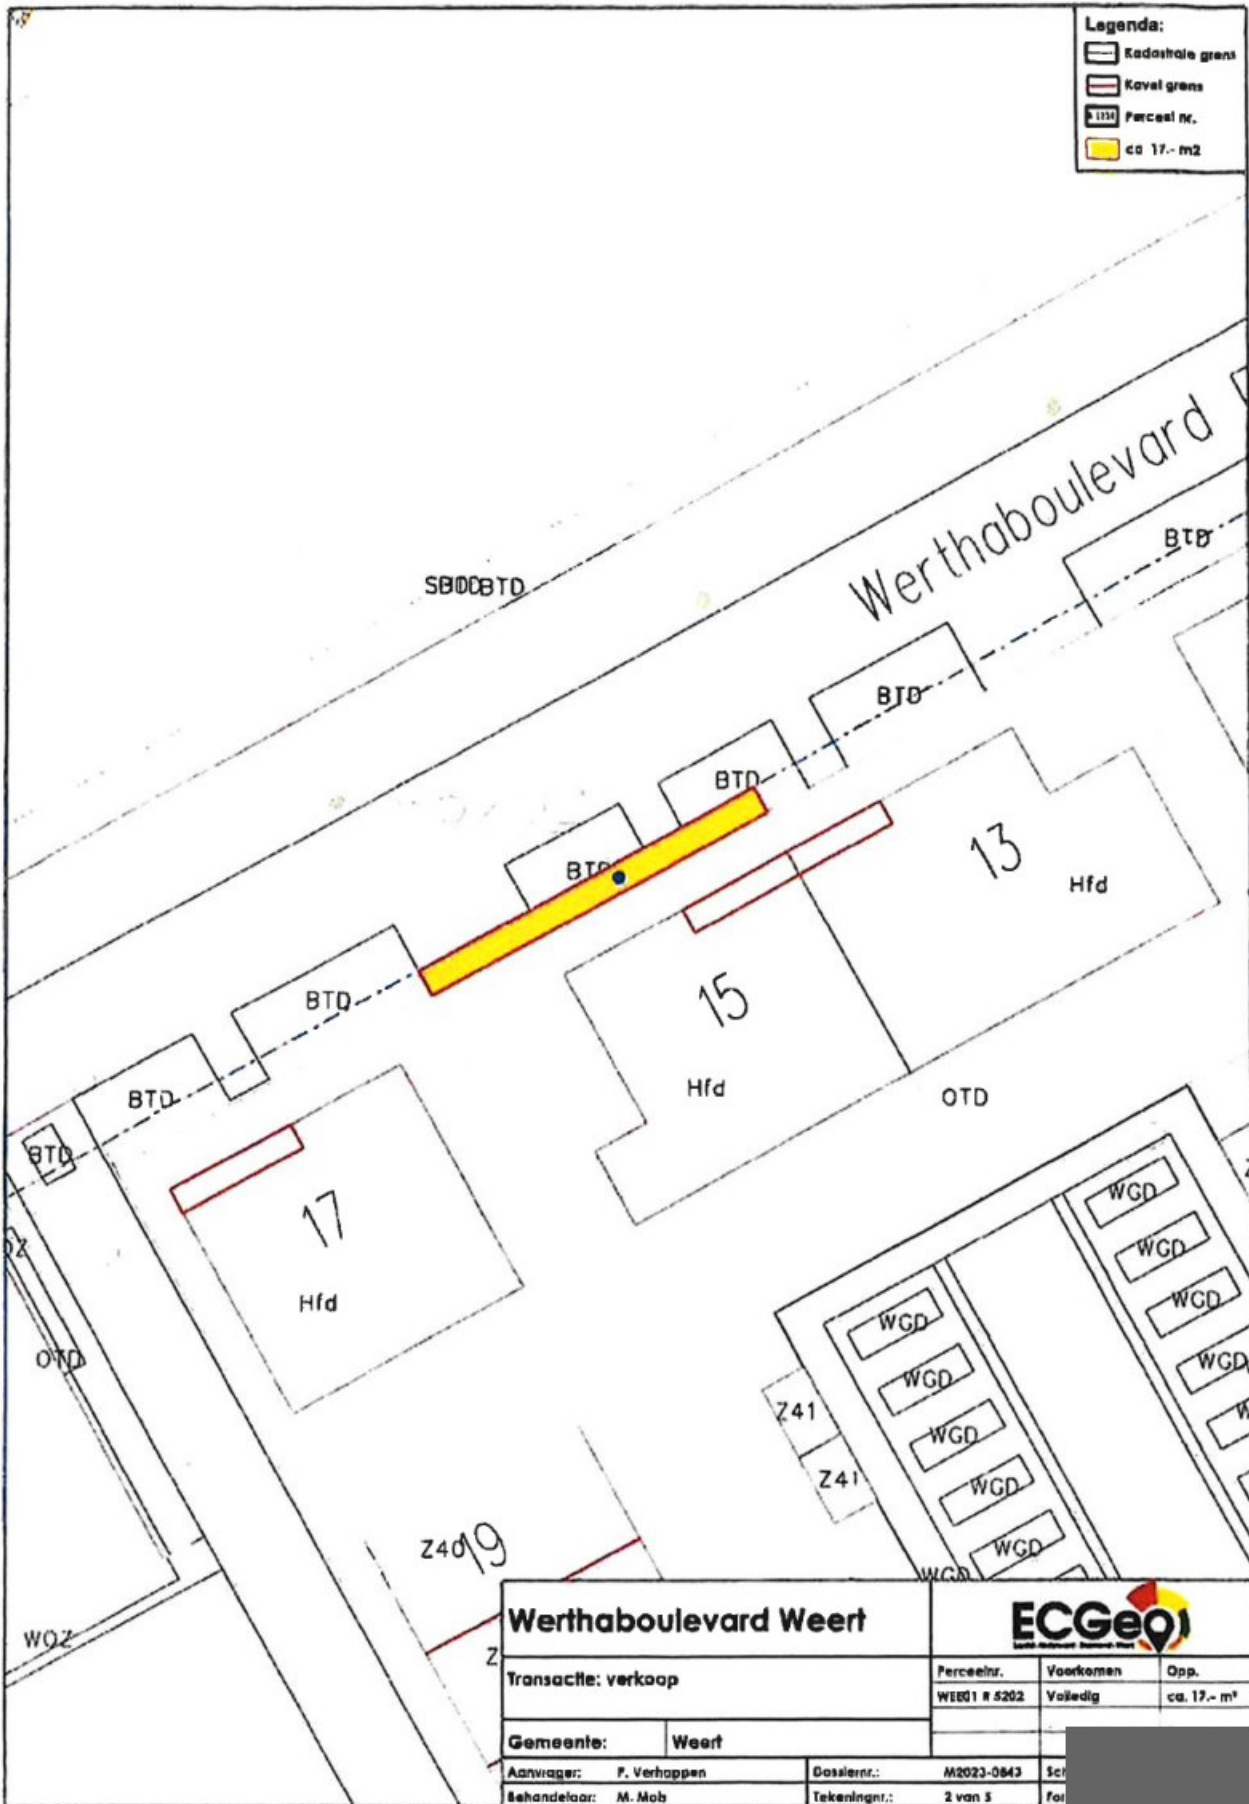 Legenda:
Kadastrale grens
Kavel grens
Perceel nr.
ca 17.- m2
Werthaboulevard
BTD
BTD
BTD
BTD
BTD
BTD
BTD
13
Hfd
15
Hfd
OTD
17
Hfd
OTD
WGD
WGD
WGD
WGD
WGD
WGD
WGD
WGD
WGD
WGD
Z41
Z41
Z40
19
WOZ
Werthaboulevard Weert
ECGeo
Transactie: verkoop
Perceelnr. Voorkomen Opp.
WEE01 R 5202 Volledig ca. 17.- m²
Gemeente: Weert
Aanvrager: P. Verhappen Dossiernr.: M2023-0843
Behandelaar: M. Mols Tekeningnr.: 2 van 5